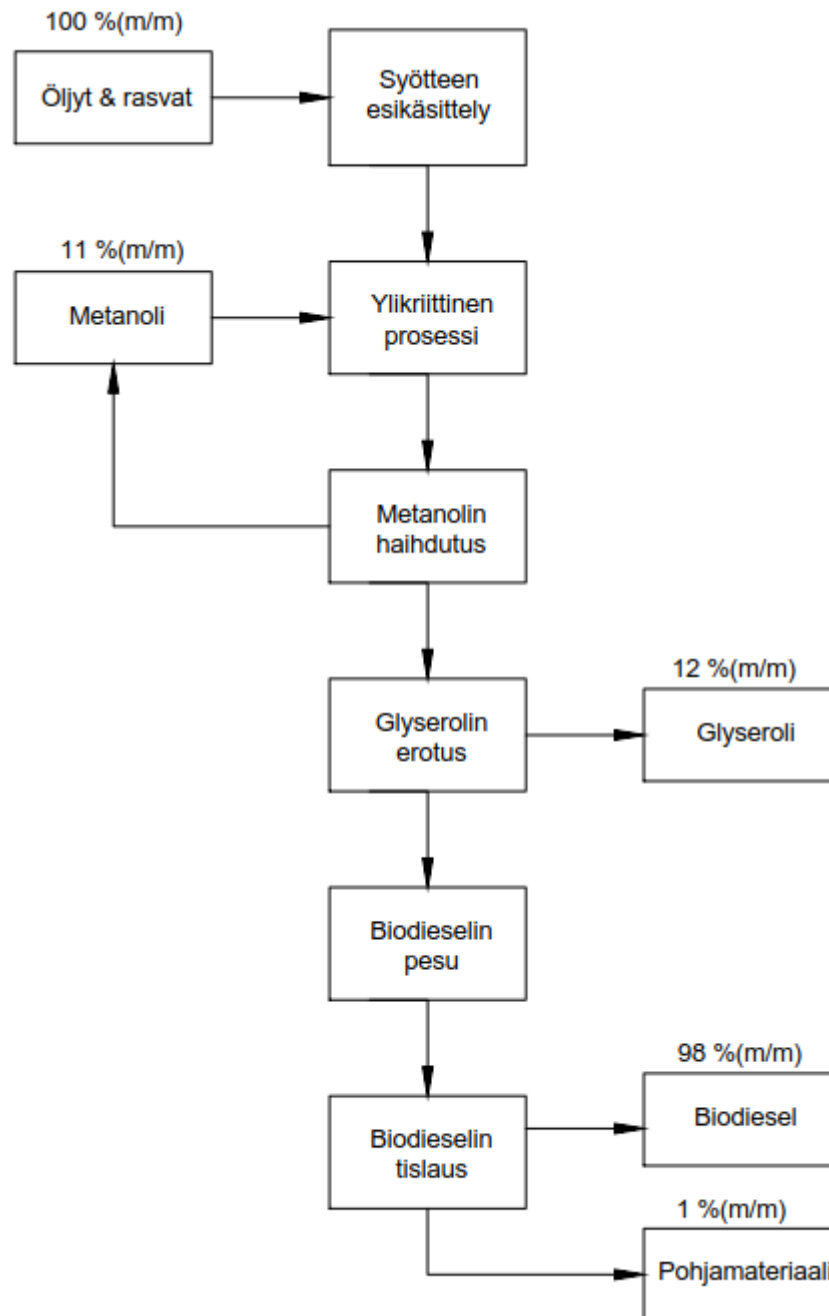 100 %(m/m)
Öljyt & rasvat
Syötteen
esikäsittely
11 %(m/m)
Metanoli
Ylikriittinen
prosessi
Metanolin
haihdutus
Glyserolin
erotus
12 %(m/m)
Glyseroli
Biodieselin
pesu
Biodieselin
tislaus
98 %(m/m)
Biodiesel
1 %(m/m)
Pohjamateriaali